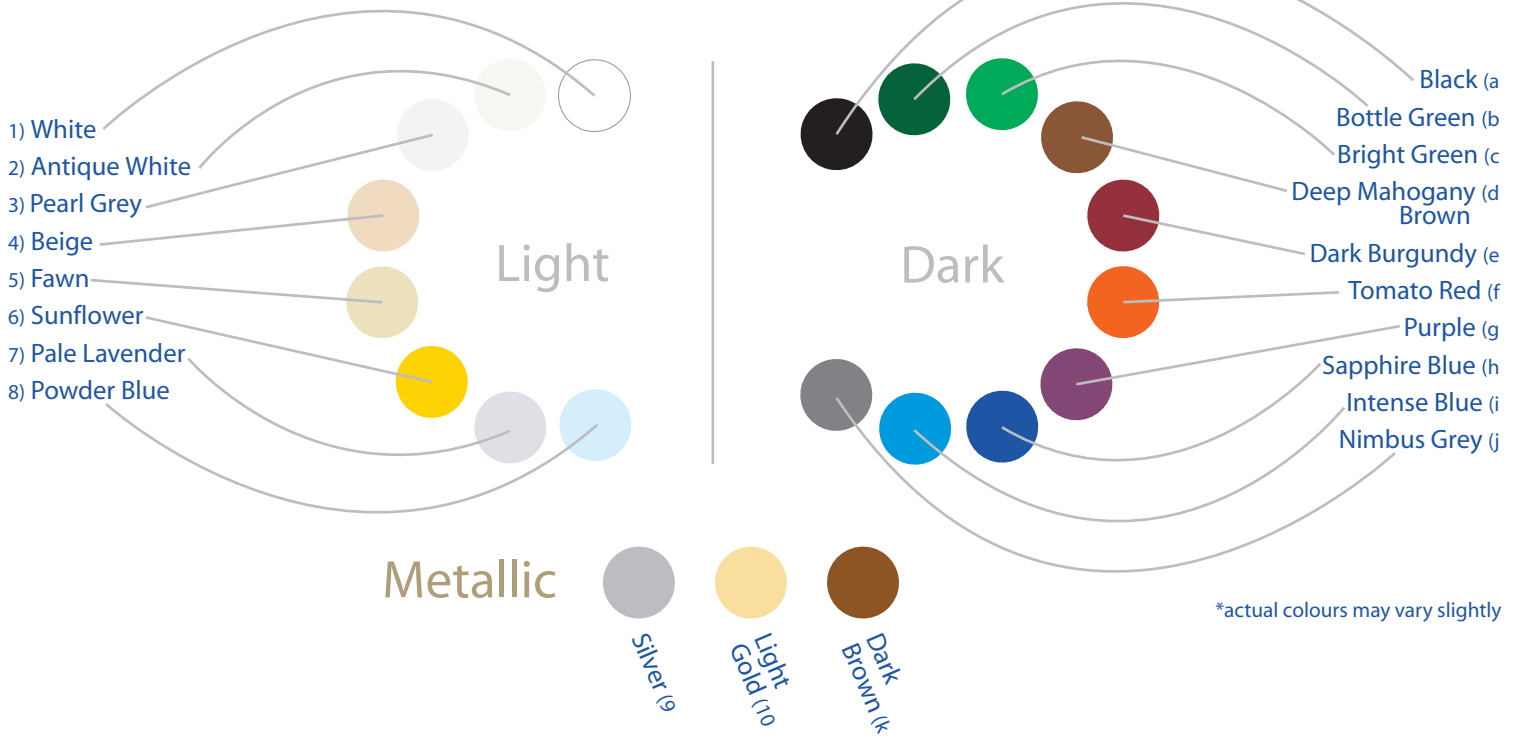 1) White
2) Antique White
3) Pearl Grey
4) Beige
5) Fawn
6) Sunflower
7) Pale Lavender
8) Powder Blue
Light
Dark
Black (a
Bottle Green (b
Bright Green (c
Deep Mahogany (d
Brown
Dark Burgundy (e
Tomato Red (f
Purple (g
Sapphire Blue (h
Intense Blue (i
Nimbus Grey (j
Metallic
Silver (9
Light
Gold (10
Dark
Brown (k
*actual colours may vary slightly